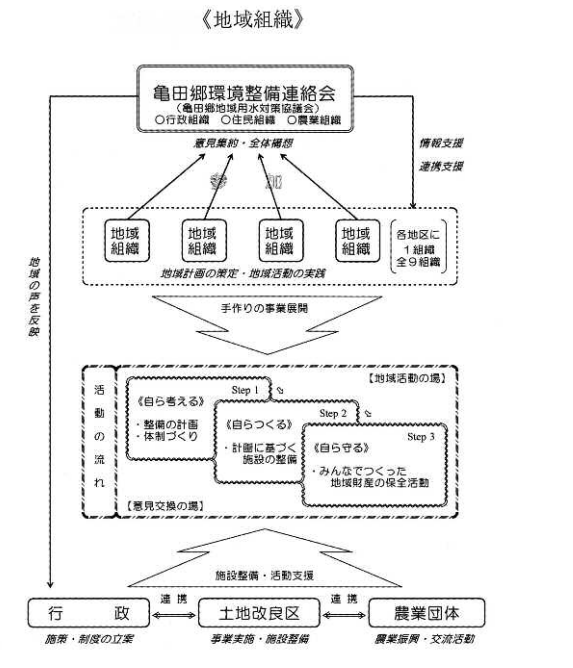 《地域組織》
亀田郷環境整備連絡会
(亀田郷地域用水対策協議会)
○行政組織 ○住民組織 ○農業組織
意見集約・全体構想
情報支援
連携支援
地域
組織
地域
組織
地域
組織
地域
組織
各地区に
1組織
全9組織
地域計画の策定・地域活動の実践
地域の声を反映
手作りの事業展開
活動の流れ
【地域活動の場】
Step 1
《自ら考える》
・整備の計画
・体制づくり
Step 2
《自らつくる》
・計画に基づく
施設の整備
Step 3
《自ら守る》
・みんなでつくった
地域財産の保全活動
【意見交換の場】
施設整備・活動支援
行 政
連 携
土地改良区
連 携
農業団体
施策・制度の立案
事業実施・施設整備
農業振興・交流活動